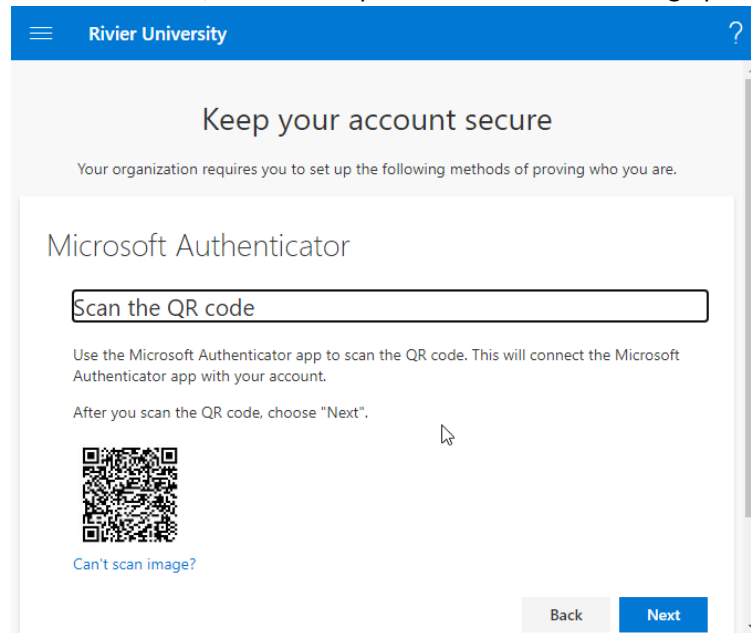 Rivier University ?
Keep your account secure
Your organization requires you to set up the following methods of proving who you are.
Microsoft Authenticator
Scan the QR code
Use the Microsoft Authenticator app to scan the QR code. This will connect the Microsoft
Authenticator app with your account.
After you scan the QR code, choose "Next".
Can't scan image?
Back Next